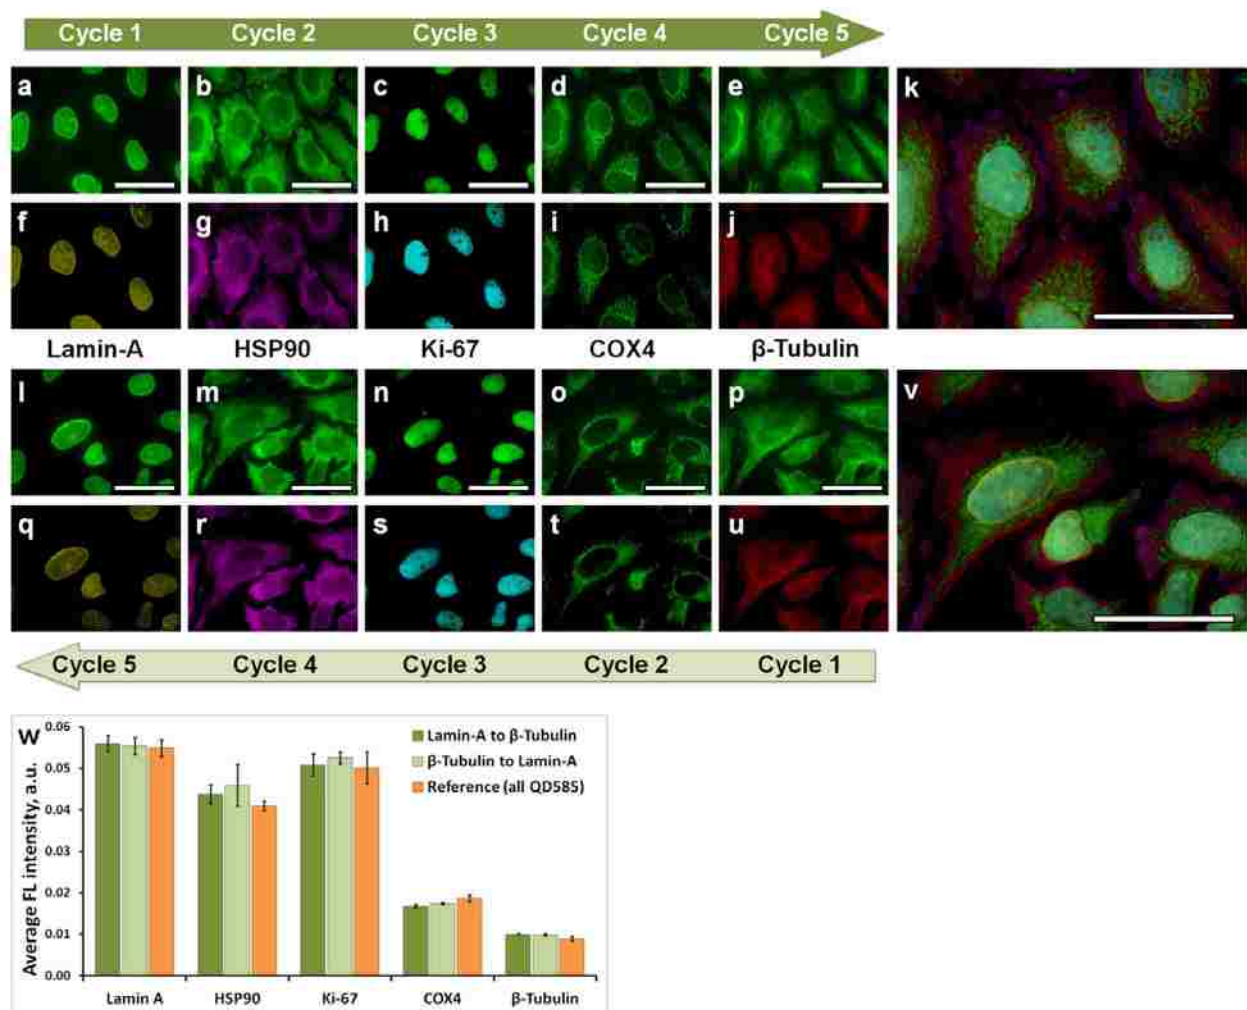 Cycle 1 Cycle 2 Cycle 3 Cycle 4 Cycle 5
a b c d e k
f g h i j
Lamin-A HSP90 Ki-67 COX4 β-Tubulin
l m n o p v
q r s t u
Cycle 5 Cycle 4 Cycle 3 Cycle 2 Cycle 1
w
Average FL intensity, a.u.
0.06
0.05
0.04
0.03
0.02
0.01
0.00
Lamin-A to β-Tubulin
β-Tubulin to Lamin-A
Reference (all QD585)
Lamin A HSP90 Ki-67 COX4 β-Tubulin